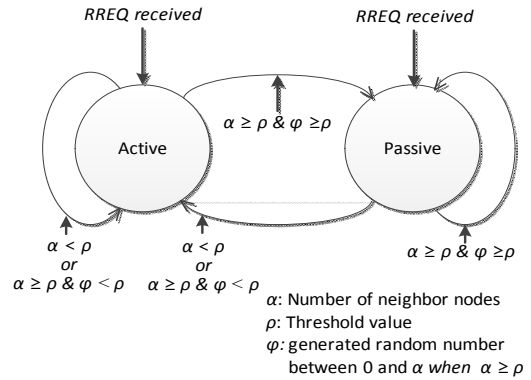 RREQ received
RREQ received
α ≥ ρ & φ ≥ρ
Active
Passive
α < ρ
or
α ≥ ρ & φ < ρ
α < ρ
or
α ≥ ρ & φ < ρ
α ≥ ρ & φ ≥ρ
α: Number of neighbor nodes
ρ: Threshold value
φ: generated random number
between 0 and α when α ≥ ρ